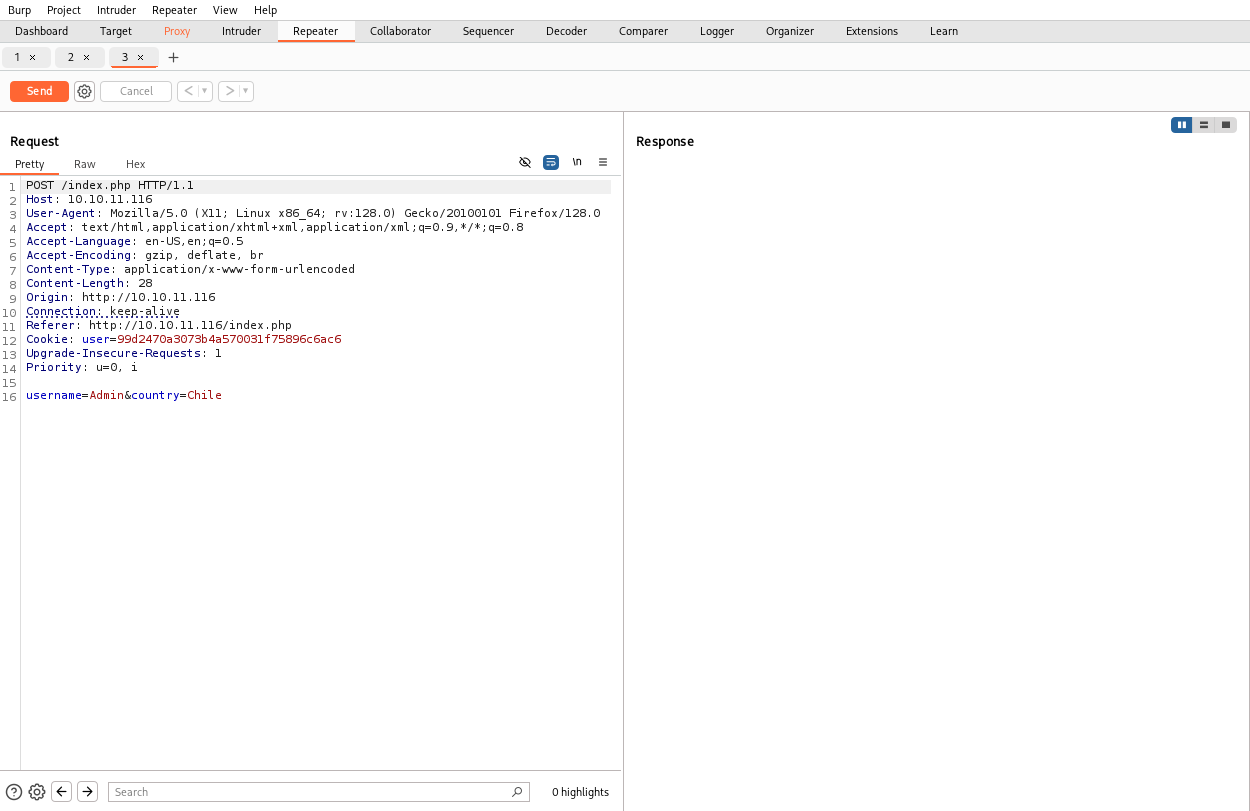 Burp Project Intruder Repeater View Help
Dashboard Target Proxy Intruder Repeater Collaborator Sequencer Decoder Comparer Logger Organizer Extensions Learn
1 × 2 × 3 × +
Send Cancel < ▾ > ▾
Request
Pretty Raw Hex \n
1 POST /index.php HTTP/1.1
2 Host: 10.10.11.116
3 User-Agent: Mozilla/5.0 (X11; Linux x86_64; rv:128.0) Gecko/20100101 Firefox/128.0
4 Accept: text/html,application/xhtml+xml,application/xml;q=0.9,*/*;q=0.8
5 Accept-Language: en-US,en;q=0.5
6 Accept-Encoding: gzip, deflate, br
7 Content-Type: application/x-www-form-urlencoded
8 Content-Length: 28
9 Origin: http://10.10.11.116
10 Connection: keep-alive
11 Referer: http://10.10.11.116/index.php
12 Cookie: user=99d2470a3073b4a570031f75896c6ac6
13 Upgrade-Insecure-Requests: 1
14 Priority: u=0, i
15
16 username=Admin&country=Chile
Search
0 highlights
Response